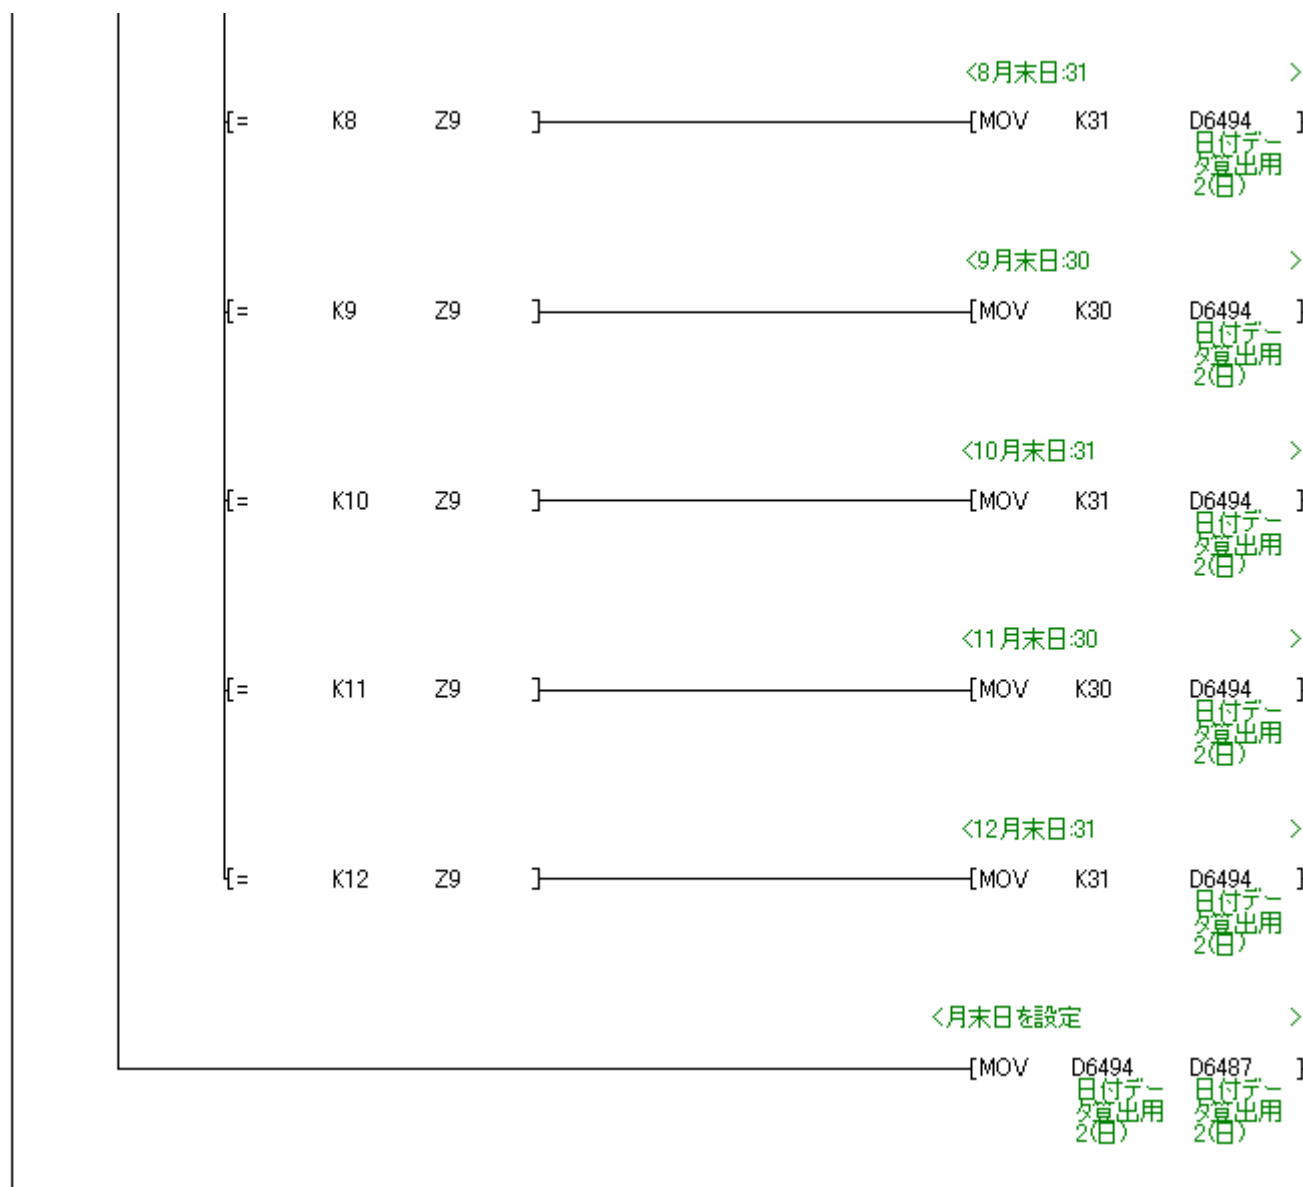 <8月末日:31 >
[= K8 Z9 ] [MOV K31 D6494 ]
日付デー
タ算出用
2(日)
<9月末日:30 >
[= K9 Z9 ] [MOV K30 D6494 ]
日付デー
タ算出用
2(日)
<10月末日:31 >
[= K10 Z9 ] [MOV K31 D6494 ]
日付デー
タ算出用
2(日)
<11月末日:30 >
[= K11 Z9 ] [MOV K30 D6494 ]
日付デー
タ算出用
2(日)
<12月末日:31 >
[= K12 Z9 ] [MOV K31 D6494 ]
日付デー
タ算出用
2(日)
<月末日を設定 >
[MOV D6494 D6487 ]
日付デー 日付デー
タ算出用 タ算出用
2(日) 2(日)